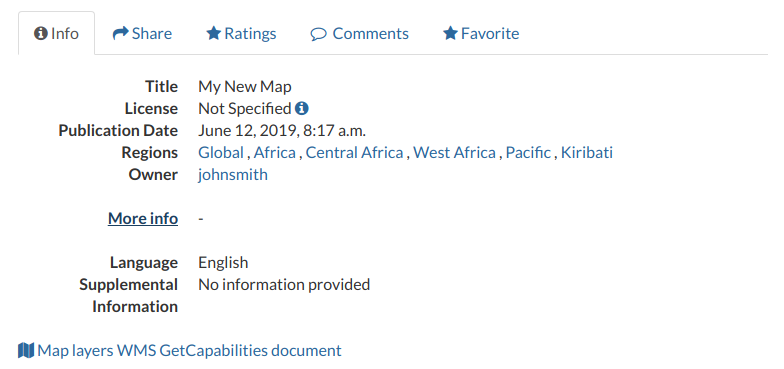 Info Share Ratings Comments Favorite
Title My New Map
License Not Specified
Publication Date June 12, 2019, 8:17 a.m.
Regions Global , Africa , Central Africa , West Africa , Pacific , Kiribati
Owner johnsmith
More info -
Language English
Supplemental No information provided
Information
Map layers WMS GetCapabilities document